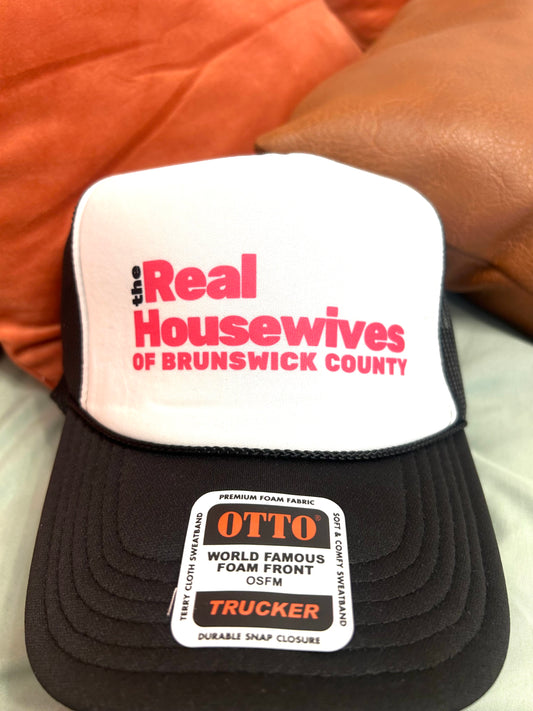 the Real
Housewives
OF BRUNSWICK COUNTY
PREMIUM FOAM FABRIC
OTTO®
WORLD FAMOUS
FOAM FRONT
OSFM
TRUCKER
TERRY CLOTH SWEATBAND
SOFT & COMFY SWEATBAND
DURABLE SNAP CLOSURE